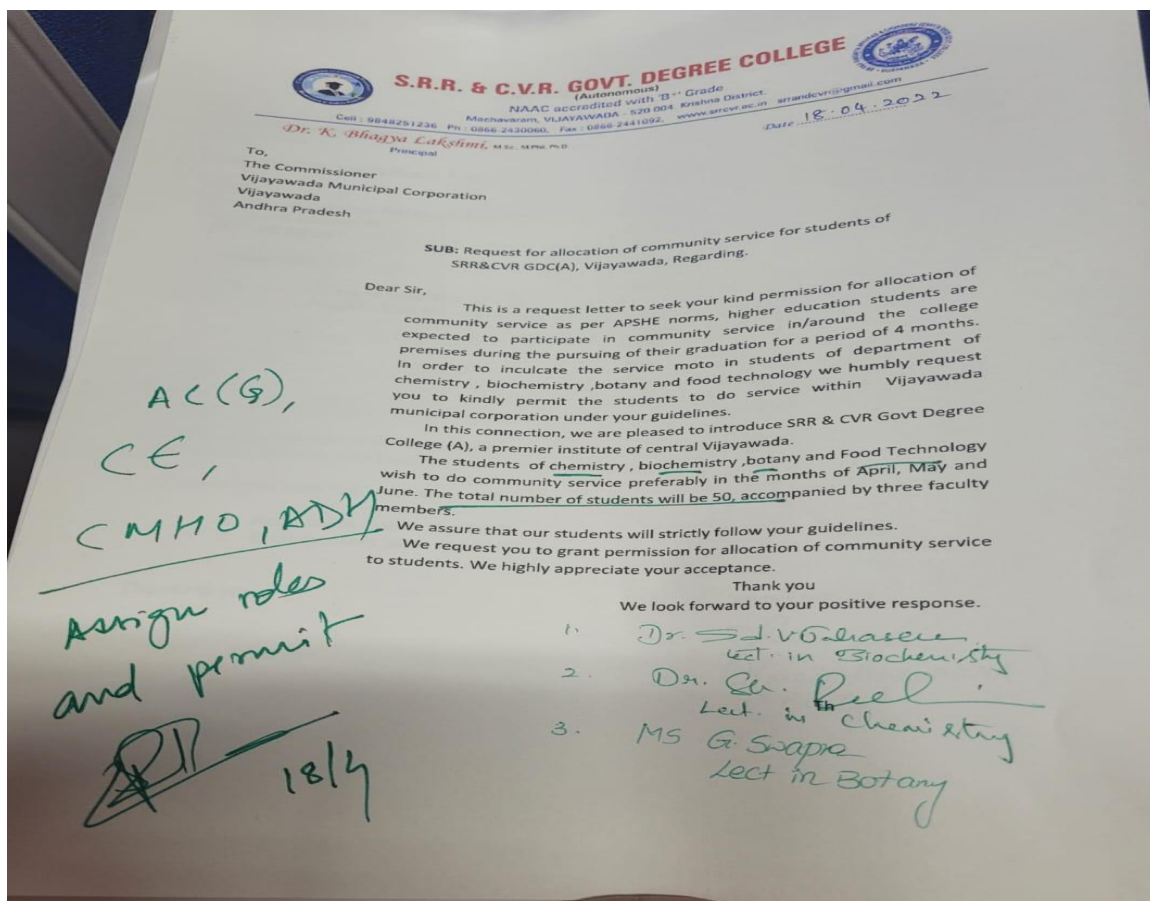 S.R.R. & C.V.R. GOVT. DEGREE COLLEGE
(Autonomous)
NAAC accredited with 'B++' Grade
Machavaram, VIJAYAWADA - 520 004. Krishna District.
Cell : 9848251236 Ph : 0866-2430060, Fax : 0866-2441092, www.srrcvr.ac.in srrandcvr@gmail.com
Dr. K. Bhagya Lakshmi, M.Sc., M.Phil, Ph.D
Principal
Date 18.04.2022
To,
The Commissioner
Vijayawada Municipal Corporation
Vijayawada
Andhra Pradesh
SUB: Request for allocation of community service for students of
SRR&CVR GDC(A), Vijayawada, Regarding.
Dear Sir,
This is a request letter to seek your kind permission for allocation of
community service as per APSHE norms, higher education students are
expected to participate in community service in/around the college
premises during the pursuing of their graduation for a period of 4 months.
In order to inculcate the service moto in students of department of
chemistry , biochemistry ,botany and food technology we humbly request
you to kindly permit the students to do service within Vijayawada
municipal corporation under your guidelines.
In this connection, we are pleased to introduce SRR & CVR Govt Degree
College (A), a premier institute of central Vijayawada.
The students of chemistry , biochemistry ,botany and Food Technology
wish to do community service preferably in the months of April, May and
June. The total number of students will be 50, accompanied by three faculty
members.
We assure that our students will strictly follow your guidelines.
We request you to grant permission for allocation of community service
to students. We highly appreciate your acceptance.
Thank you
We look forward to your positive response.
1. Dr. Sd.
Lect. in Biochemistry
2. Dr.
Lect. in Chemistry
3. MS G. Swapna
Lect in Botany
AC(G),
CE,
CMHO, ADH
Assign roles
and permit
18/4